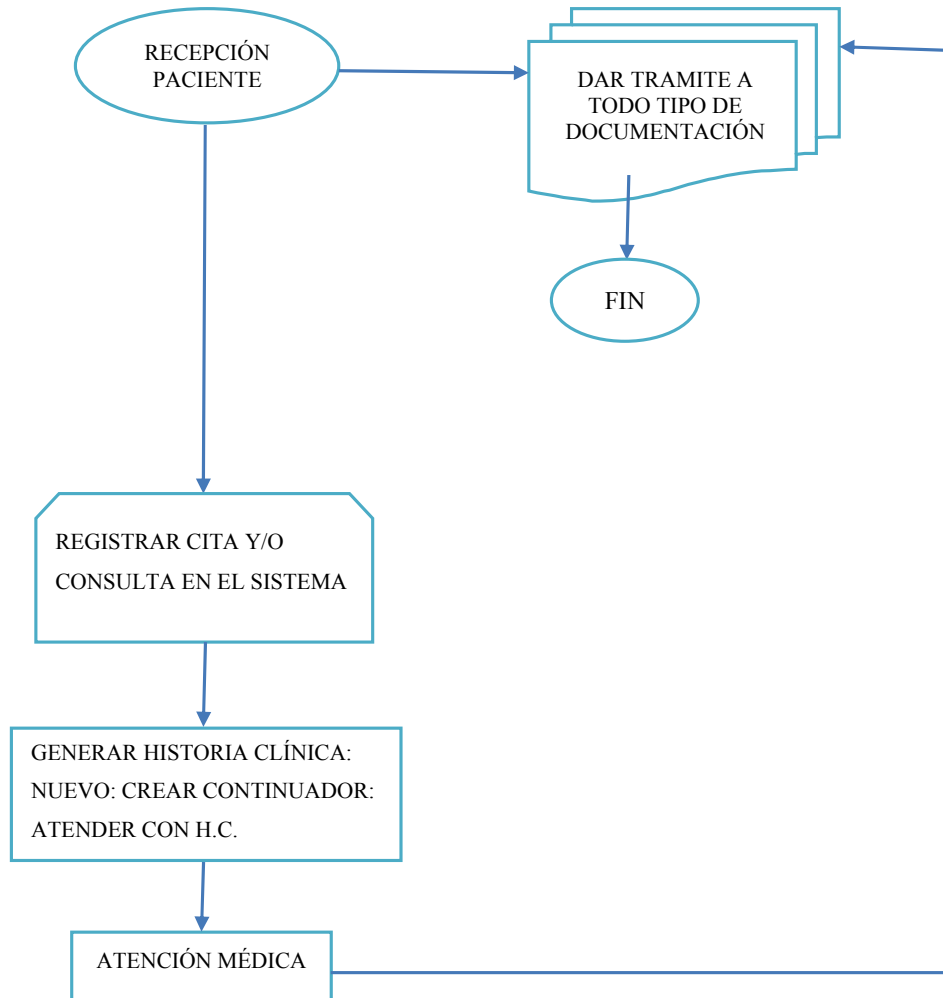 RECEPCIÓN
PACIENTE
DAR TRAMITE A
TODO TIPO DE
DOCUMENTACIÓN
FIN
REGISTRAR CITA Y/O
CONSULTA EN EL SISTEMA
GENERAR HISTORIA CLÍNICA:
NUEVO: CREAR CONTINUADOR:
ATENDER CON H.C.
ATENCIÓN MÉDICA